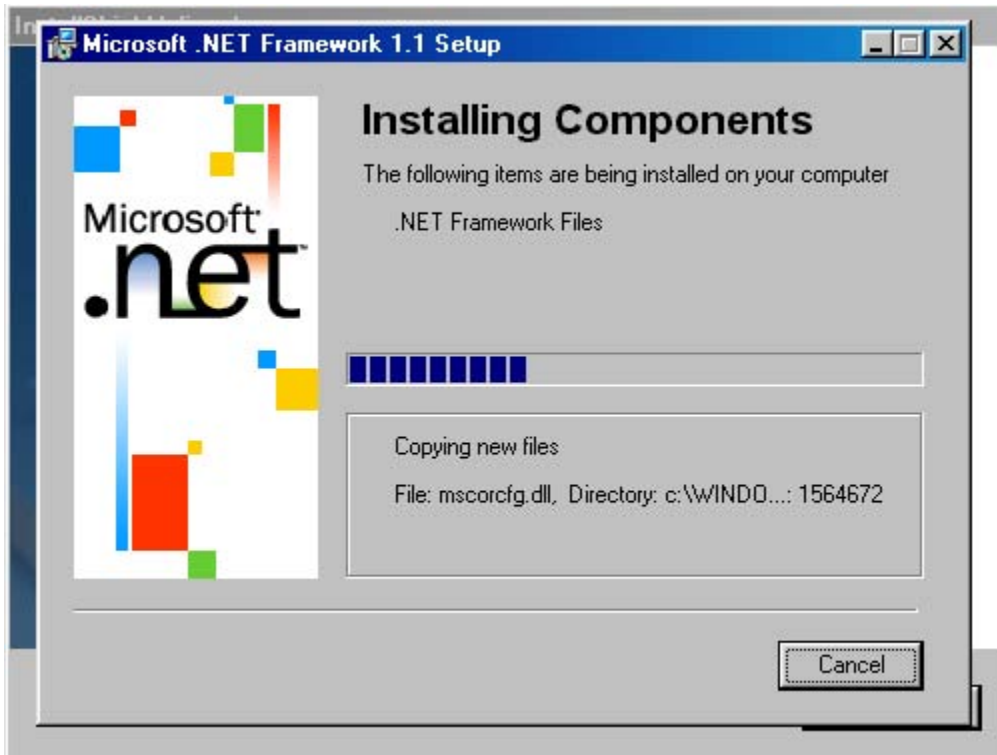 Microsoft .NET Framework 1.1 Setup
Installing Components
The following items are being installed on your computer
.NET Framework Files
Microsoft
.net
Copying new files
File: mscorcfg.dll, Directory: c:\WINDO...: 1564672
Cancel